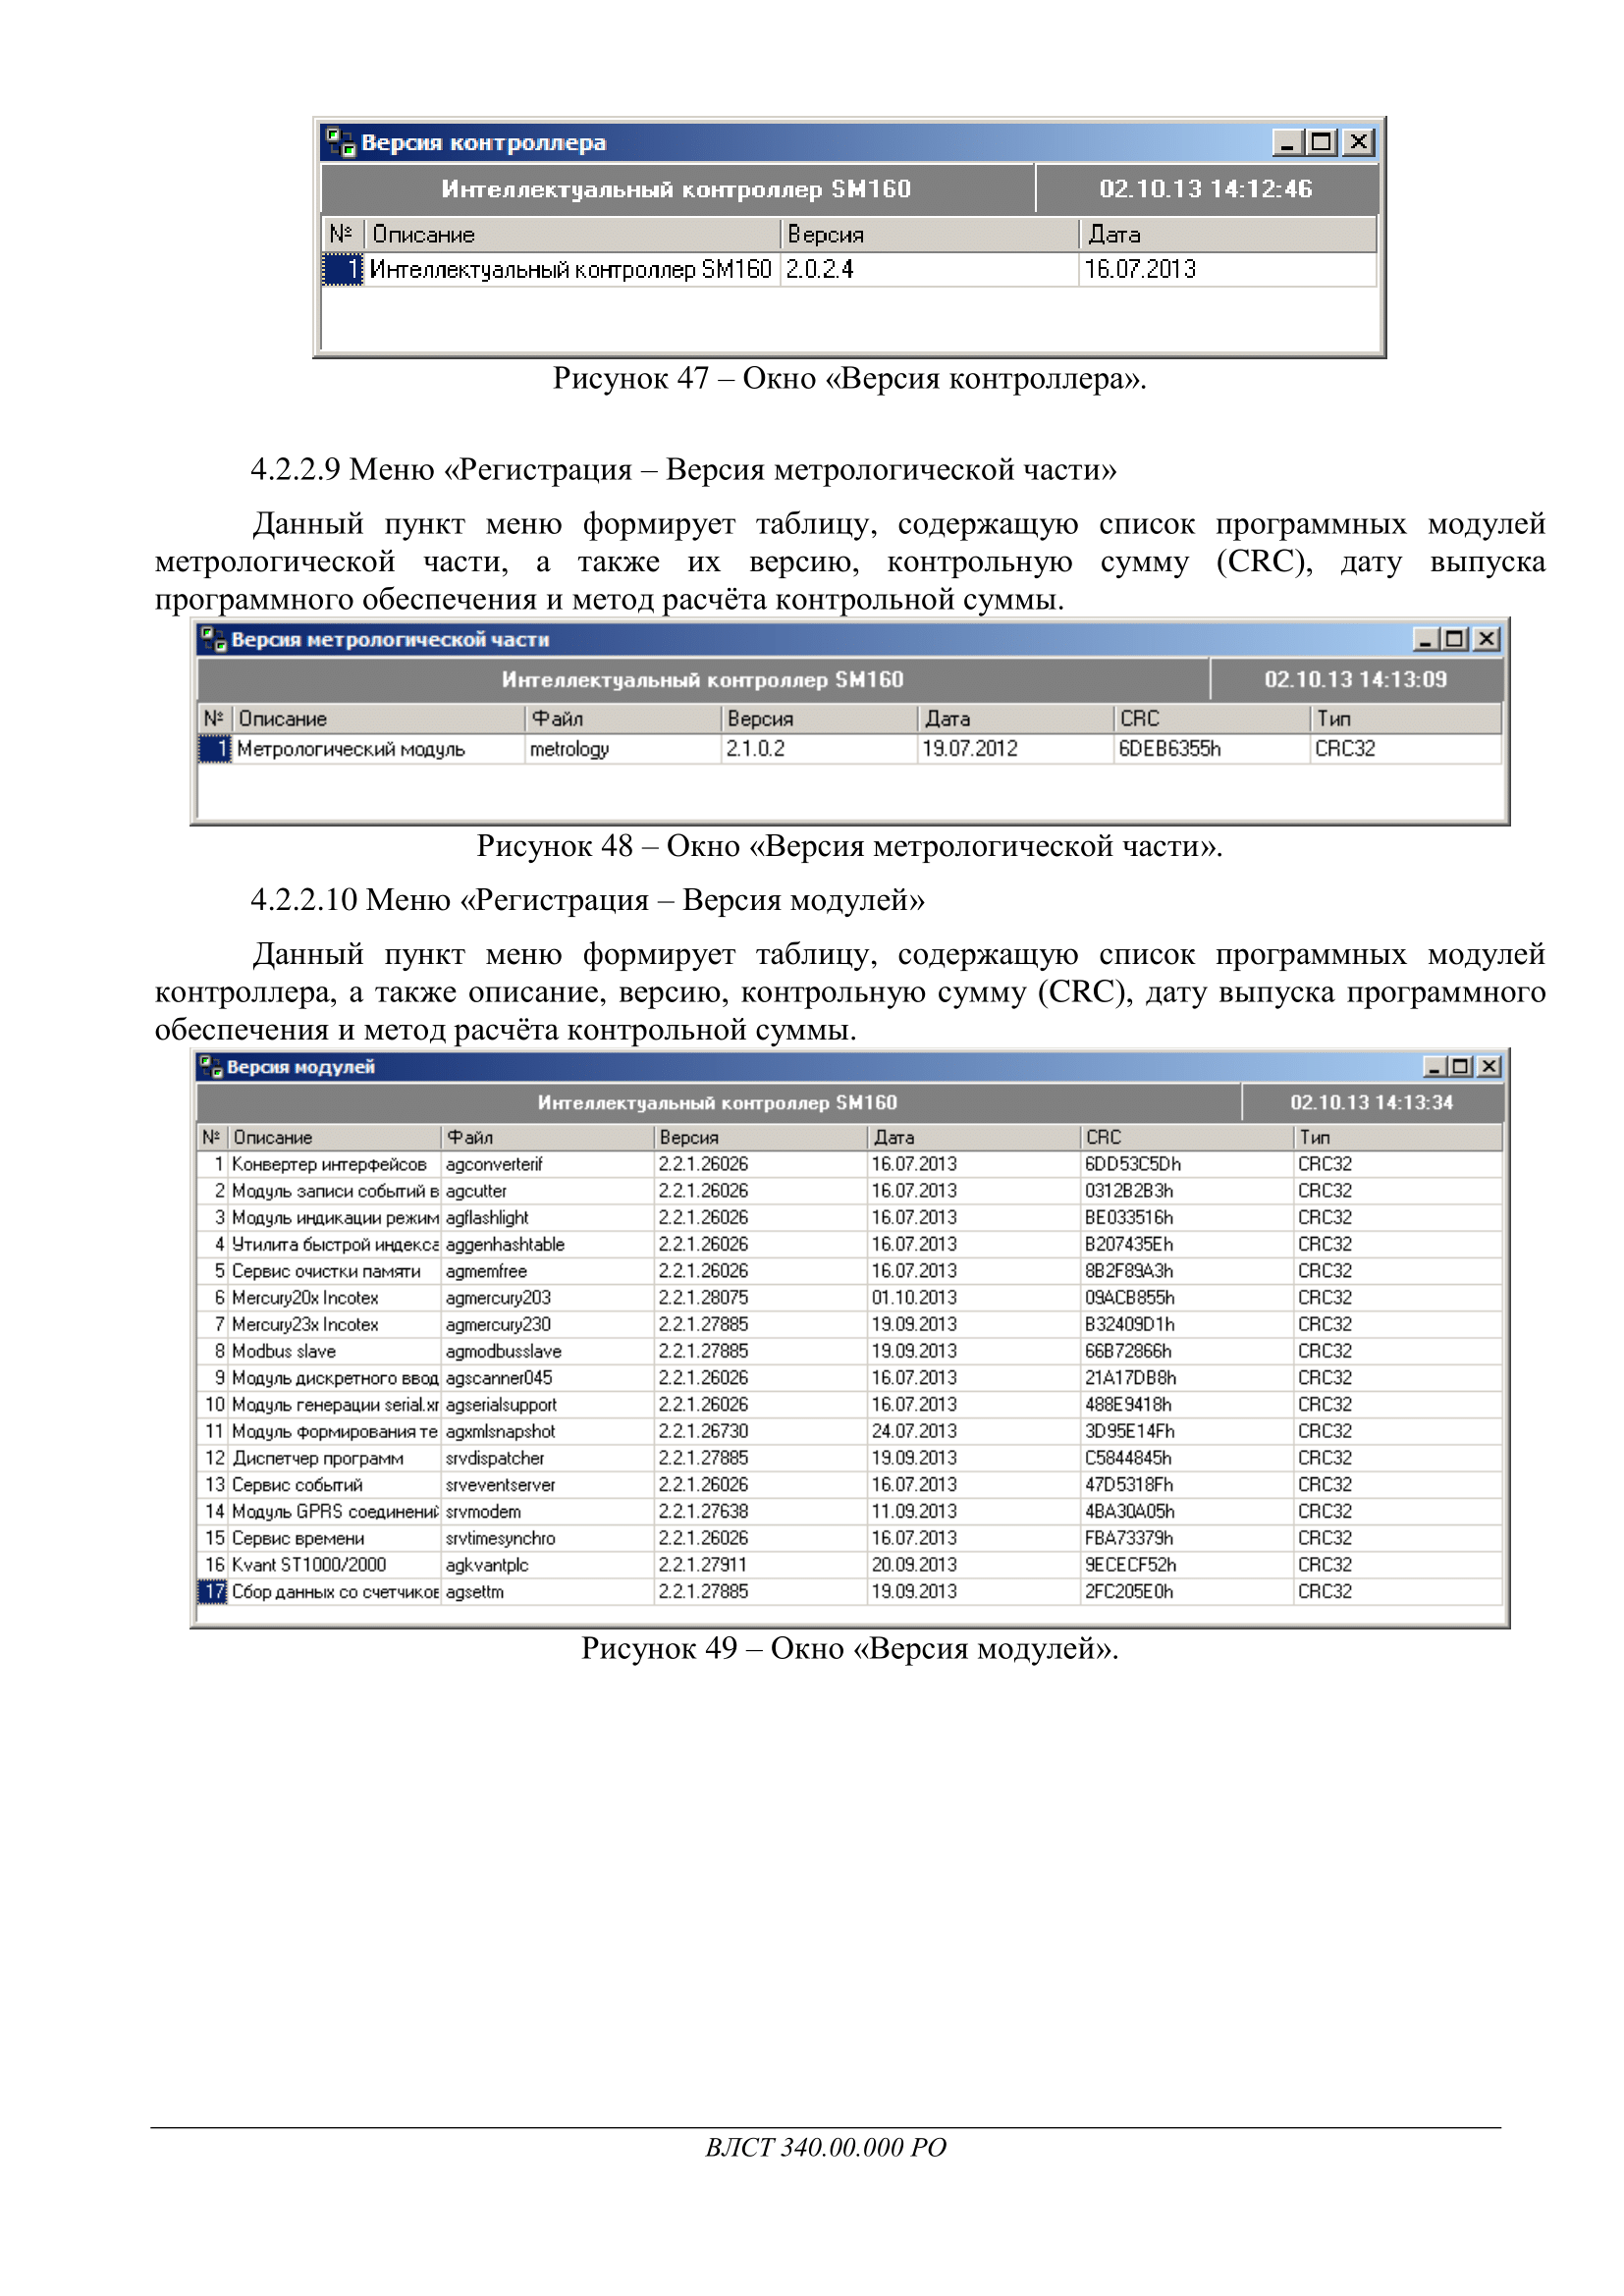 Версия контроллера
Интеллектуальный контроллер SM160 02.10.13 14:12:46
№ Описание Версия Дата
1 Интеллектуальный контроллер SM160 2.0.2.4 16.07.2013
Рисунок 47 – Окно «Версия контроллера».
4.2.2.9 Меню «Регистрация – Версия метрологической части»
Данный пункт меню формирует таблицу, содержащую список программных модулей
метрологической части, а также их версию, контрольную сумму (CRC), дату выпуска
программного обеспечения и метод расчёта контрольной суммы.
Версия метрологической части
Интеллектуальный контроллер SM160 02.10.13 14:13:09
№ Описание Файл Версия Дата CRC Тип
1 Метрологический модуль metrology 2.1.0.2 19.07.2012 6DEB6355h CRC32
Рисунок 48 – Окно «Версия метрологической части».
4.2.2.10 Меню «Регистрация – Версия модулей»
Данный пункт меню формирует таблицу, содержащую список программных модулей
контроллера, а также описание, версию, контрольную сумму (CRC), дату выпуска программного
обеспечения и метод расчёта контрольной суммы.
Версия модулей
Интеллектуальный контроллер SM160 02.10.13 14:13:34
№ Описание Файл Версия Дата CRC Тип
1 Конвертер интерфейсов agconverterif 2.2.1.26026 16.07.2013 6DD53C5Dh CRC32
2 Модуль записи событий в agcutter 2.2.1.26026 16.07.2013 0312B2B3h CRC32
3 Модуль индикации режим agflashlight 2.2.1.26026 16.07.2013 BE033516h CRC32
4 Утилита быстрой индекса aggenhashtable 2.2.1.26026 16.07.2013 B207435Eh CRC32
5 Сервис очистки памяти agmemfree 2.2.1.26026 16.07.2013 8B2F89A3h CRC32
6 Mercury20x Incotex agmercury203 2.2.1.28075 01.10.2013 09ACB855h CRC32
7 Mercury23x Incotex agmercury230 2.2.1.27885 19.09.2013 B32409D1h CRC32
8 Modbus slave agmodbusslave 2.2.1.27885 19.09.2013 66B72866h CRC32
9 Модуль дискретного ввод agscanner045 2.2.1.26026 16.07.2013 21A17DB8h CRC32
10 Модуль генерации serial.xr agserialsupport 2.2.1.26026 16.07.2013 488E9418h CRC32
11 Модуль формирования те agxmlsnapshot 2.2.1.26730 24.07.2013 3D95E14Fh CRC32
12 Диспетчер программ srvdispatcher 2.2.1.27885 19.09.2013 C5844845h CRC32
13 Сервис событий srveventserver 2.2.1.26026 16.07.2013 47D5318Fh CRC32
14 Модуль GPRS соединений srvmodem 2.2.1.27638 11.09.2013 4BA30A05h CRC32
15 Сервис времени srvtimesynchro 2.2.1.26026 16.07.2013 FBA73379h CRC32
16 Kvant ST1000/2000 agkvantplc 2.2.1.27911 20.09.2013 9ECECF52h CRC32
17 Сбор данных со счетчиков agsettm 2.2.1.27885 19.09.2013 2FC205E0h CRC32
Рисунок 49 – Окно «Версия модулей».
ВЛСТ 340.00.000 РО